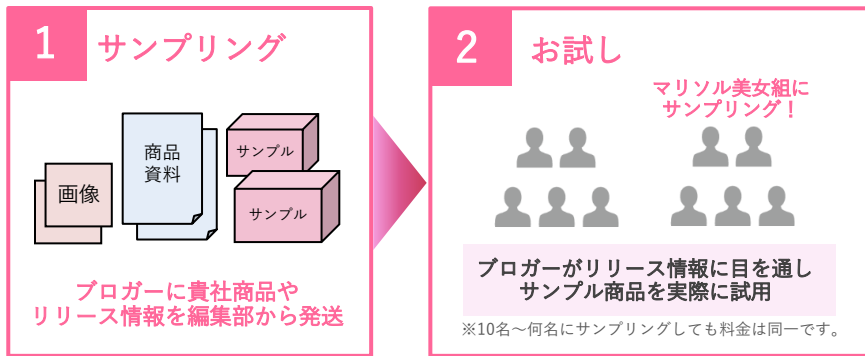 1
サンプリング
画像
商品
資料
サンプル
サンプル
ブロガーに貴社商品や
リリース情報を編集部から発送
2
お試し
マリソル美女組に
サンプリング！
ブロガーがリリース情報に目を通し
サンプル商品を実際に試用
※10名～何名にサンプリングしても料金は同一です。